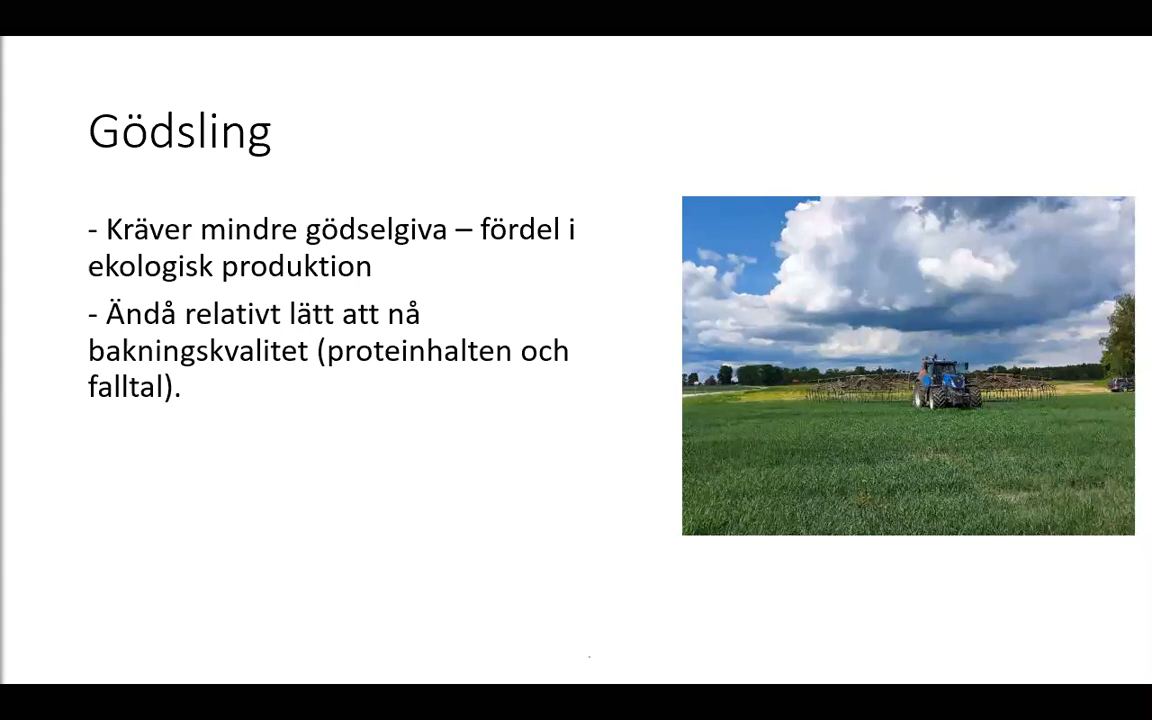 Gödsling
- Kräver mindre gödselgiva – fördel i
ekologisk produktion
- Ändå relativt lätt att nå
bakningskvalitet (proteinhalten och
falltal).